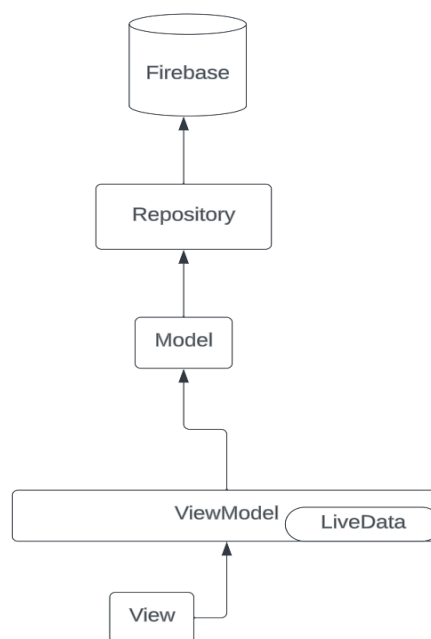 Firebase
Repository
Model
ViewModel
LiveData
View